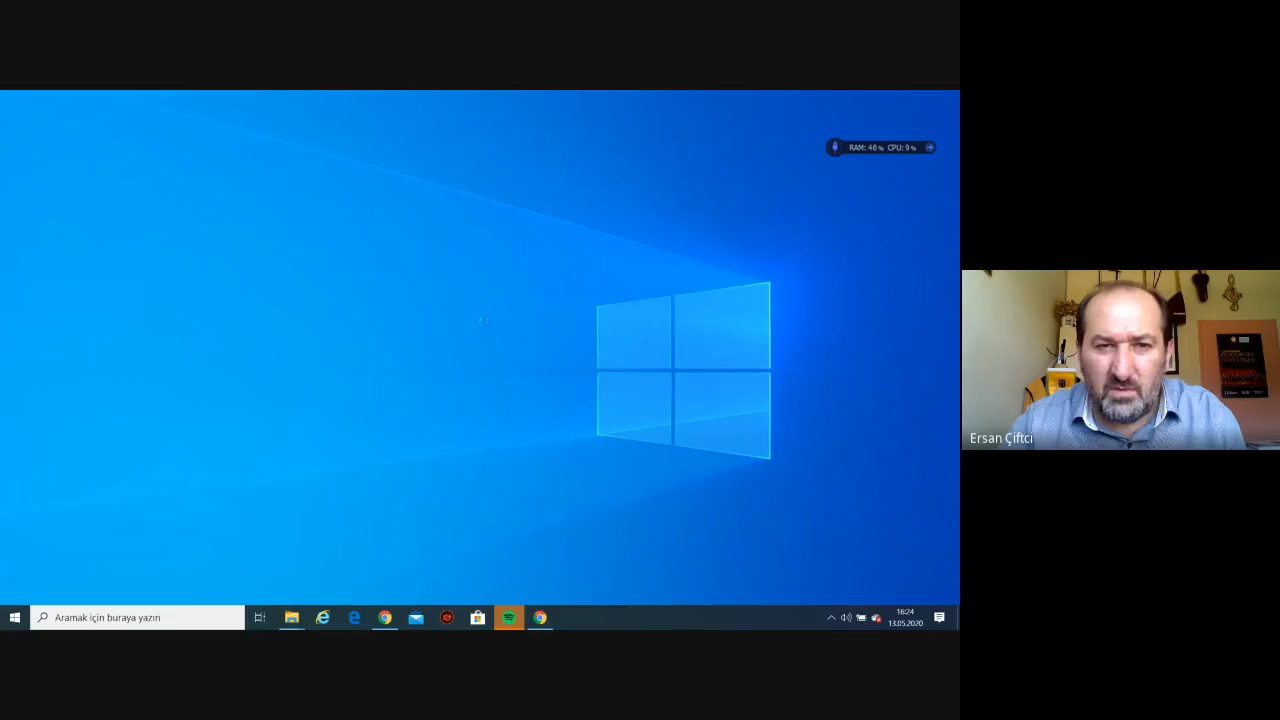 RAM: 48% CPU: 9%
Ersan Çiftci
Aramak için buraya yazın
16:24
13.05.2020